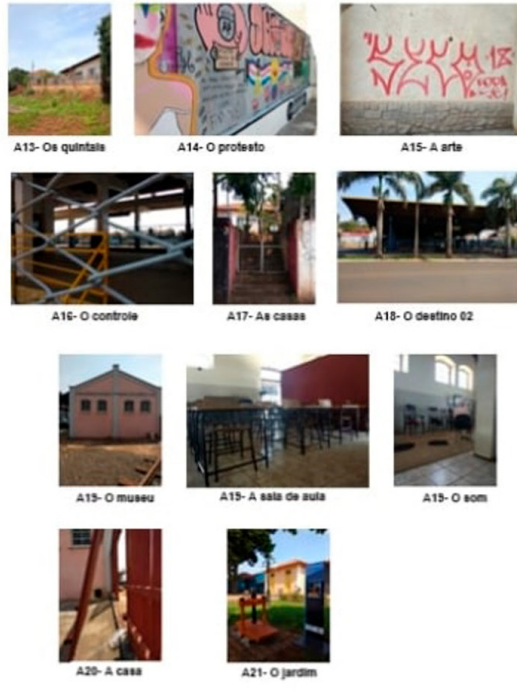 A13- Os quintais
A14- O protesto
A15- A arte
A16- O controle
A17- As casas
A18- O destino 02
A19- O museu
A19- A sala de aula
A19- O som
A20- A casa
A21- O jardim